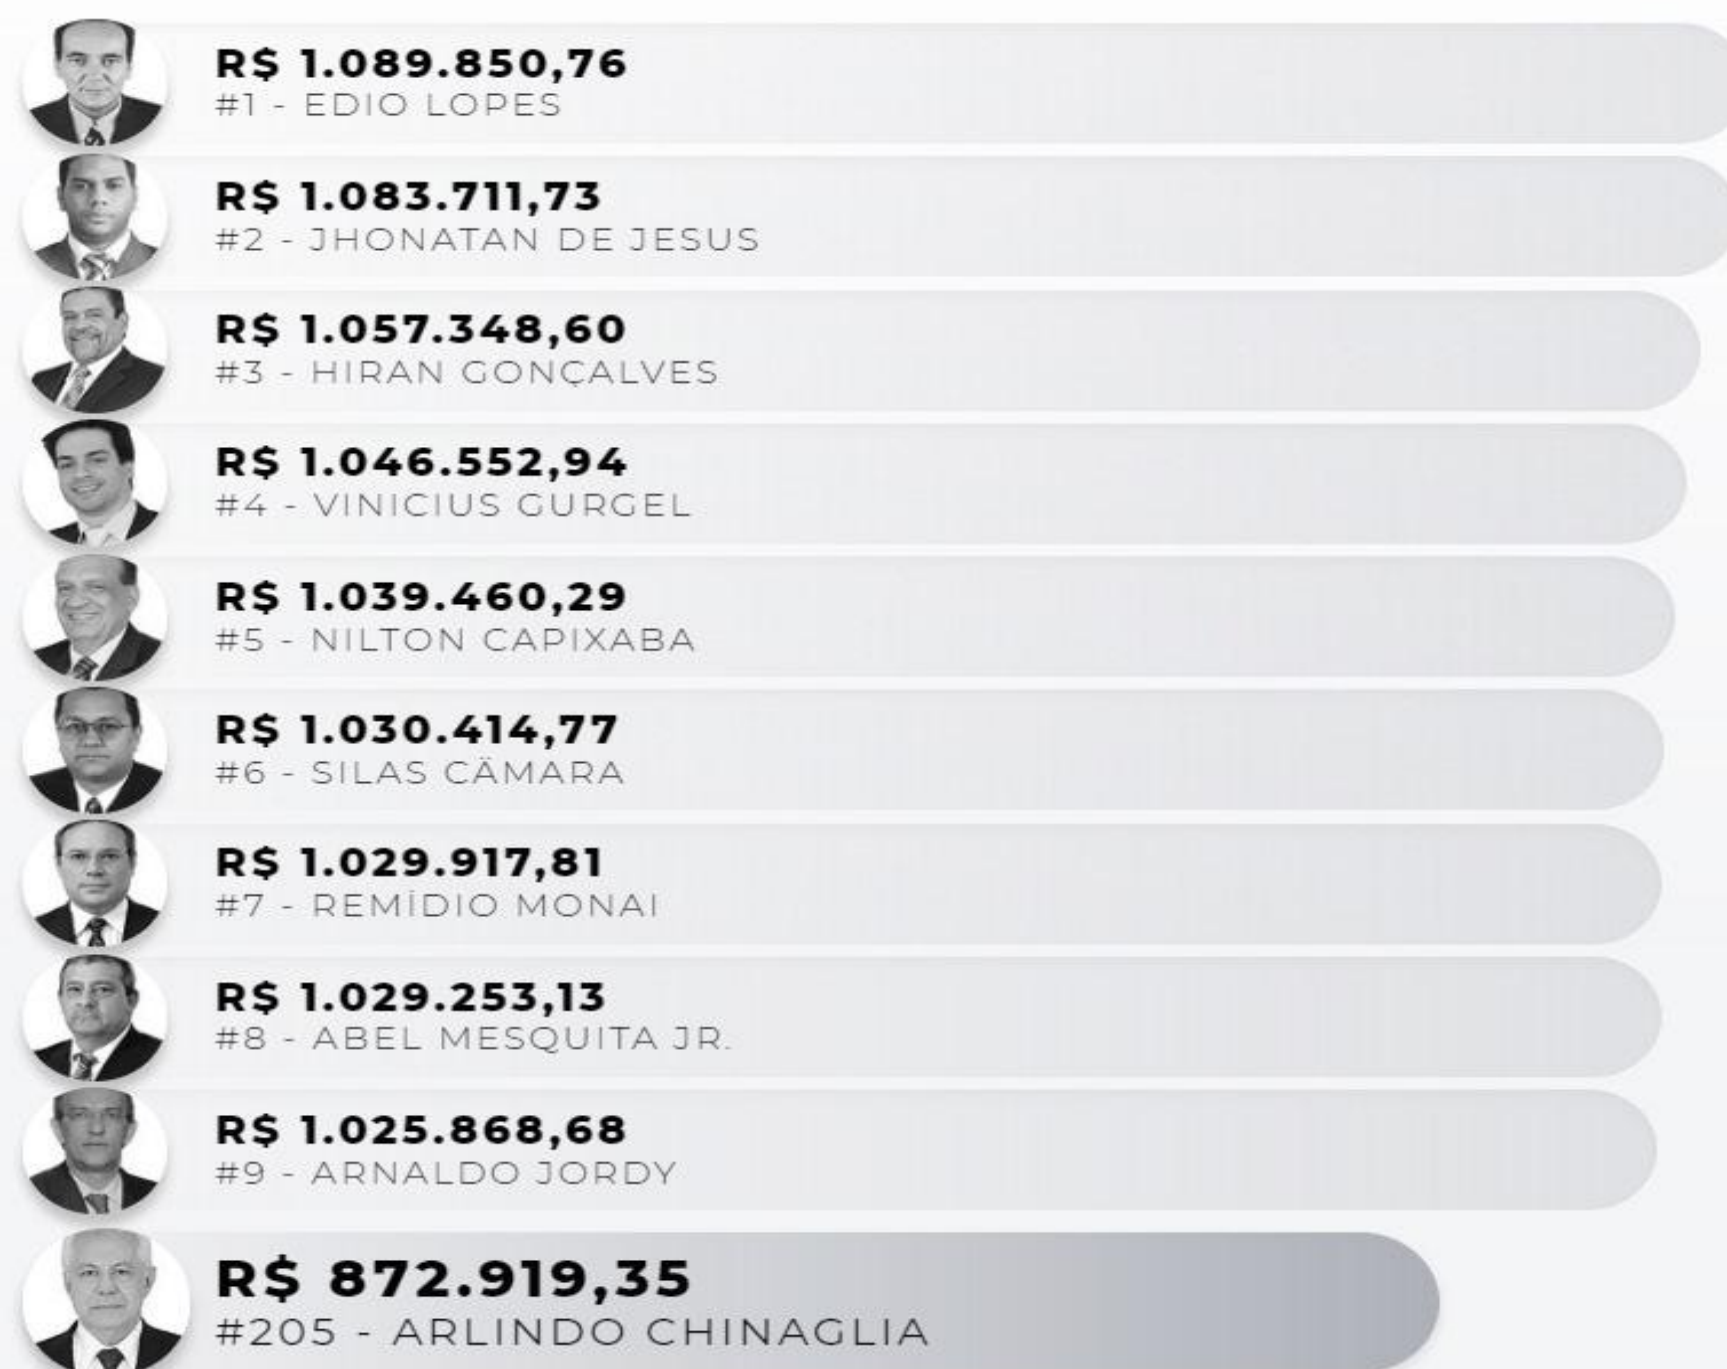 R$ 1.089.850,76
#1 - EDIO LOPES
R$ 1.083.711,73
#2 - JHONATAN DE JESUS
R$ 1.057.348,60
#3 - HIRAN GONÇALVES
R$ 1.046.552,94
#4 - VINICIUS GURGEL
R$ 1.039.460,29
#5 - NILTON CAPIXABA
R$ 1.030.414,77
#6 - SILAS CÂMARA
R$ 1.029.917,81
#7 - REMÍDIO MONAI
R$ 1.029.253,13
#8 - ABEL MESQUITA JR.
R$ 1.025.868,68
#9 - ARNALDO JORDY
R$ 872.919,35
#205 - ARLINDO CHINAGLIA